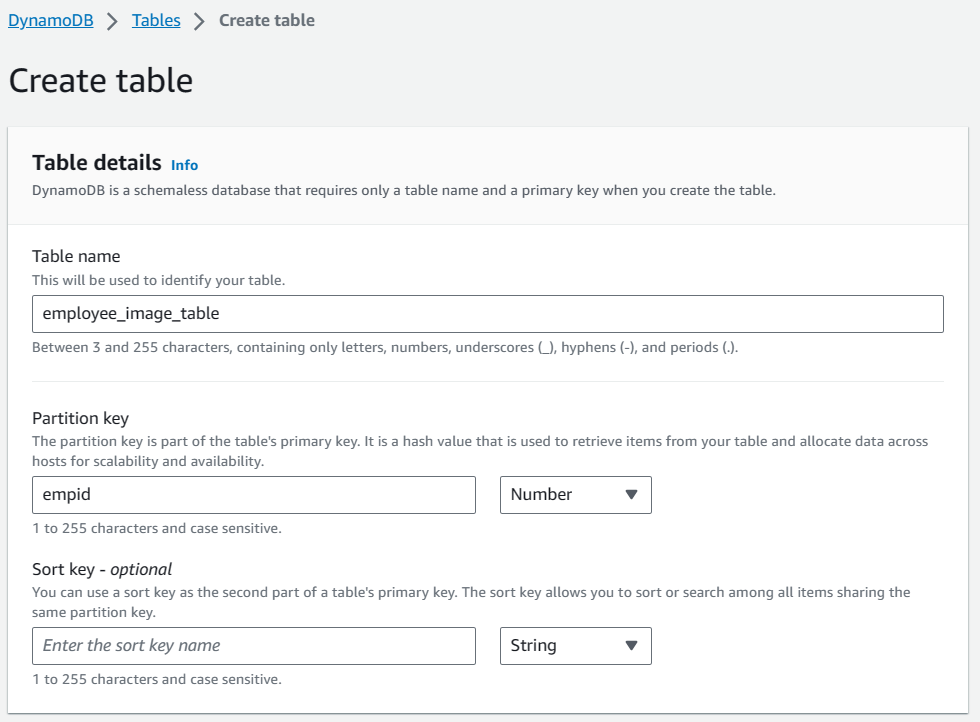 DynamoDB > Tables > Create table
Create table
Table details Info
DynamoDB is a schemaless database that requires only a table name and a primary key when you create the table.
Table name
This will be used to identify your table.
employee_image_table
Between 3 and 255 characters, containing only letters, numbers, underscores (_), hyphens (-), and periods (.).
Partition key
The partition key is part of the table's primary key. It is a hash value that is used to retrieve items from your table and allocate data across
hosts for scalability and availability.
empid Number
1 to 255 characters and case sensitive.
Sort key - optional
You can use a sort key as the second part of a table's primary key. The sort key allows you to sort or search among all items sharing the
same partition key.
Enter the sort key name String
1 to 255 characters and case sensitive.